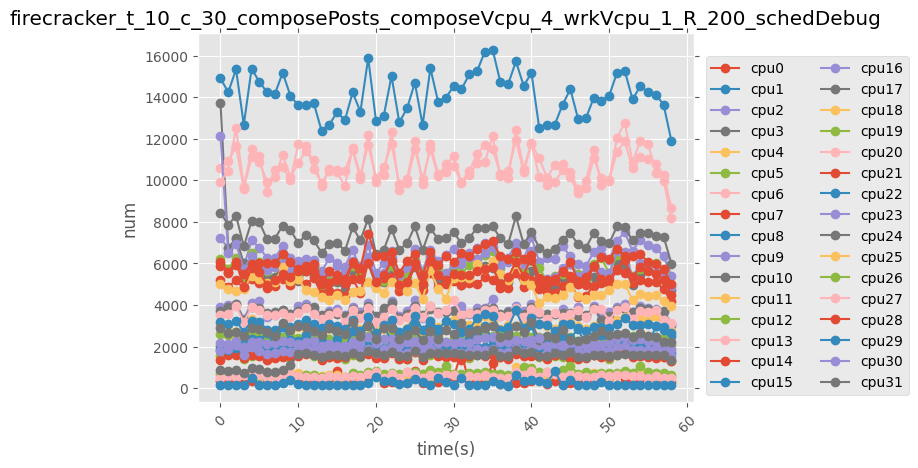 firecracker_t_10_c_30_composePosts_composeVcpu_4_wrkVcpu_1_R_200_schedDebug
16000
14000
12000
10000
8000
6000
4000
2000
0
num
0
10
20
30
40
50
60
time(s)
cpu0
cpu1
cpu2
cpu3
cpu4
cpu5
cpu6
cpu7
cpu8
cpu9
cpu10
cpu11
cpu12
cpu13
cpu14
cpu15
cpu16
cpu17
cpu18
cpu19
cpu20
cpu21
cpu22
cpu23
cpu24
cpu25
cpu26
cpu27
cpu28
cpu29
cpu30
cpu31